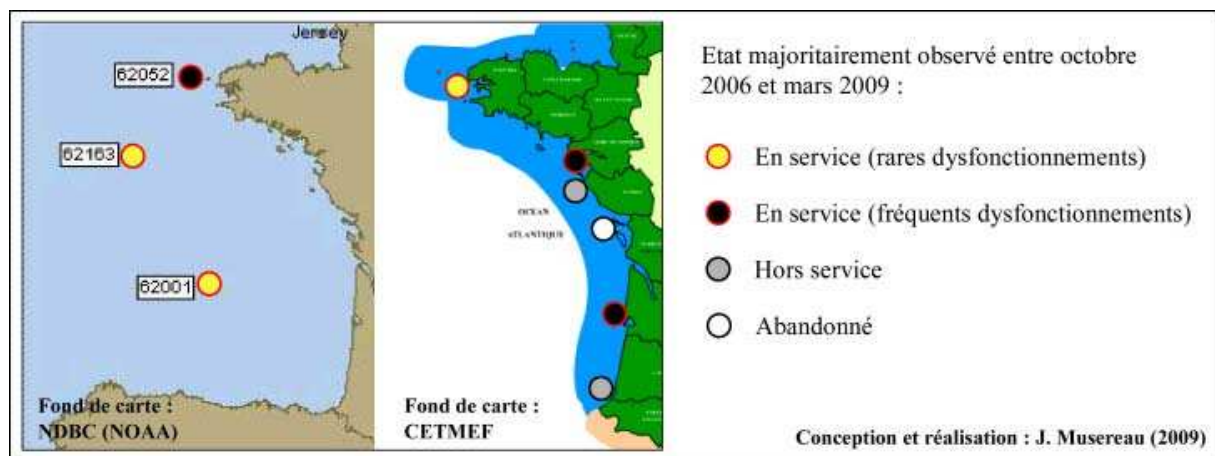 Jersey
62052
62163
62001
Fond de carte :
NDBC (NOAA)
OCEAN
ATLANTIQUE
Fond de carte :
CETMEF
Etat majoritairement observé entre octobre
2006 et mars 2009 :
En service (rares dysfonctionnements)
En service (fréquents dysfonctionnements)
Hors service
Abandonné
Conception et réalisation : J. Musereau (2009)